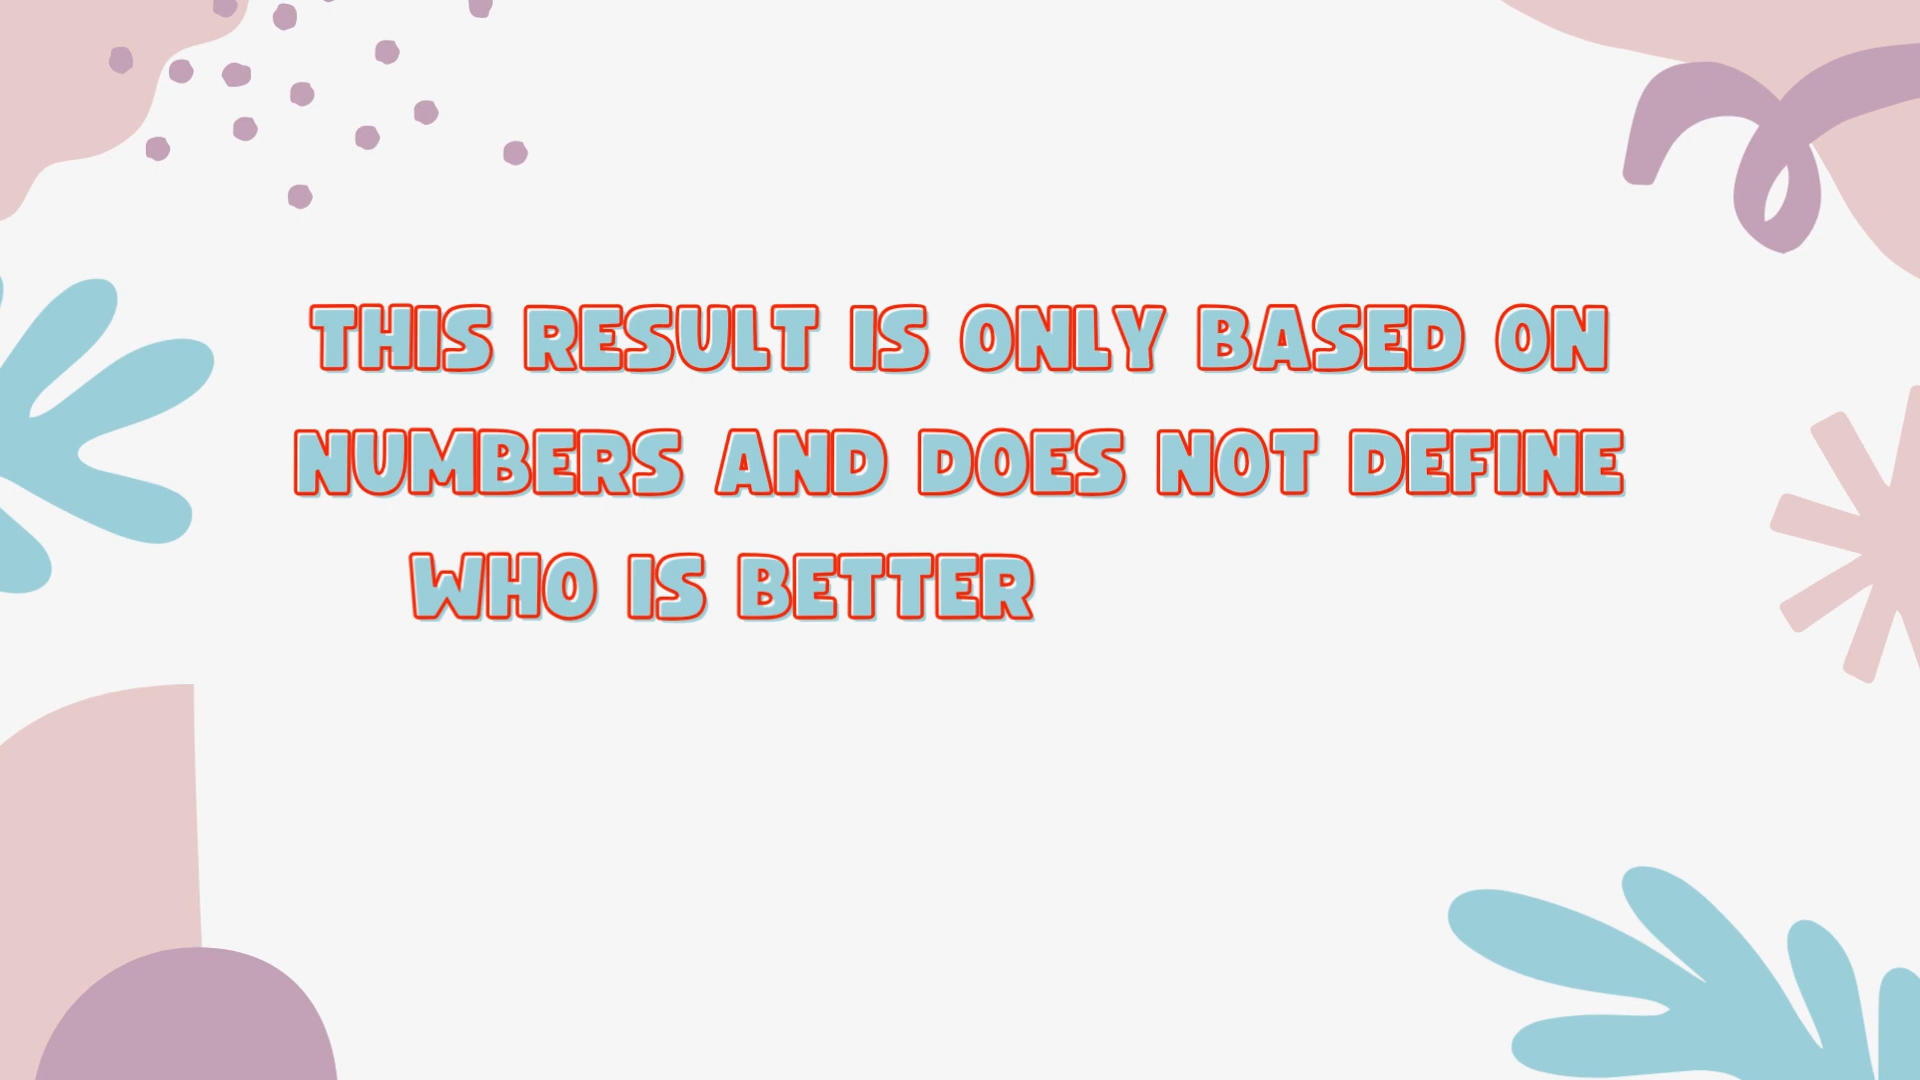 THIS RESULT IS ONLY BASED ON
NUMBERS AND DOES NOT DEFINE
WHO IS BETTER